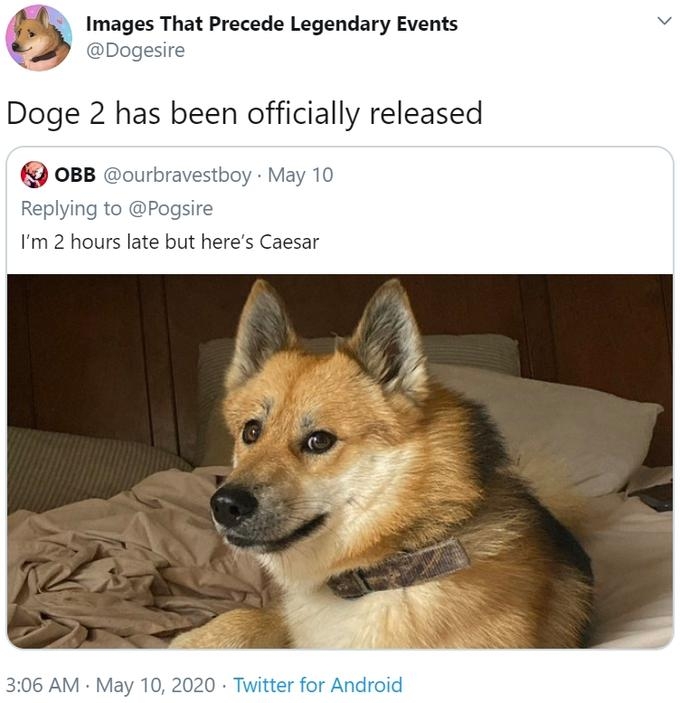 Images That Precede Legendary Events
@Dogesire
Doge 2 has been officially released
OBB @ourbravestboy · May 10
Replying to @Pogsire
I'm 2 hours late but here's Caesar
3:06 AM · May 10, 2020 · Twitter for Android